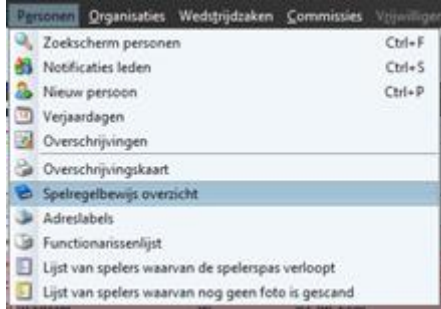 Personen Organisaties Wedstrijdzaken Commissies Vrijwillige
Zoekscherm personen Ctrl+F
Notificaties leden Ctrl+S
Nieuw persoon Ctrl+P
Verjaardagen
Overschrijvingen
Overschrijvingskaart
Spelregelbewijs overzicht
Adreslabels
Functionarissenlijst
Lijst van spelers waarvan de spelerspas verloopt
Lijst van spelers waarvan nog geen foto is gescand